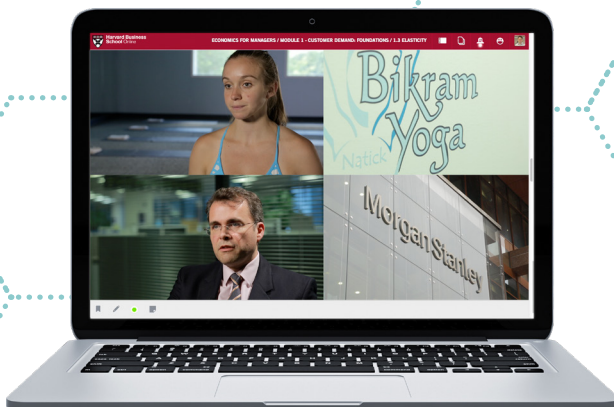 Harvard Business
School Online
ECONOMICS FOR MANAGERS / MODULE 1 - CUSTOMER DEMAND: FOUNDATIONS / 1.3 ELASTICITY
Bikram
Yoga
Natick
Morgan Stanley